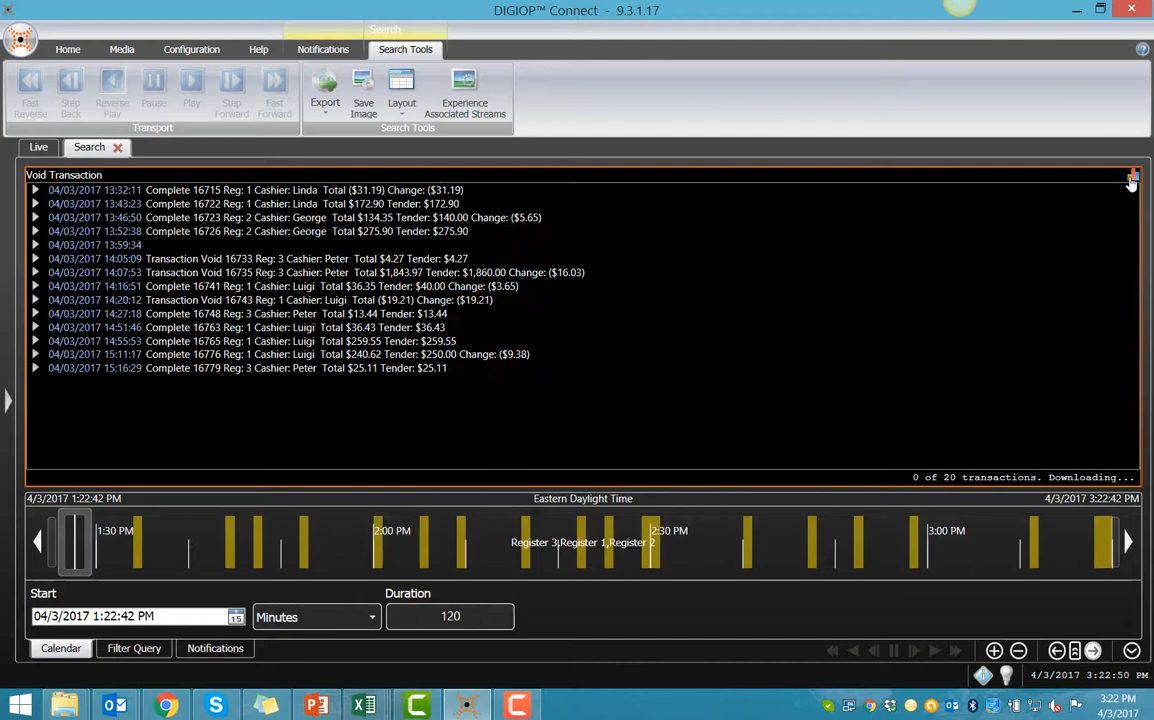 DIGIOP™ Connect - 9.3.1.17
Search
Home Media Configuration Help Notifications Search Tools
Fast Reverse
Step Back
Reverse Play
Pause
Play
Step Forward
Fast Forward
Export
Save Image
Layout
Experience Associated Streams
Transport
Search Tools
Live Search
Void Transaction
04/03/2017 13:32:11 Complete 16715 Reg: 1 Cashier: Linda Total ($31.19) Change: ($31.19)
04/03/2017 13:43:23 Complete 16722 Reg: 1 Cashier: Linda Total $172.90 Tender: $172.90
04/03/2017 13:46:50 Complete 16723 Reg: 2 Cashier: George Total $134.35 Tender: $140.00 Change: ($5.65)
04/03/2017 13:52:38 Complete 16726 Reg: 2 Cashier: George Total $275.90 Tender: $275.90
04/03/2017 13:59:34
04/03/2017 14:05:09 Transaction Void 16733 Reg: 3 Cashier: Peter Total $4.27 Tender: $4.27
04/03/2017 14:07:53 Transaction Void 16735 Reg: 3 Cashier: Peter Total $1,843.97 Tender: $1,860.00 Change: ($16.03)
04/03/2017 14:16:51 Complete 16741 Reg: 1 Cashier: Luigi Total $36.35 Tender: $40.00 Change: ($3.65)
04/03/2017 14:20:12 Transaction Void 16743 Reg: 1 Cashier: Luigi Total ($19.21) Change: ($19.21)
04/03/2017 14:27:18 Complete 16748 Reg: 3 Cashier: Peter Total $13.44 Tender: $13.44
04/03/2017 14:51:46 Complete 16763 Reg: 1 Cashier: Luigi Total $36.43 Tender: $36.43
04/03/2017 14:55:53 Complete 16765 Reg: 1 Cashier: Luigi Total $259.55 Tender: $259.55
04/03/2017 15:11:17 Complete 16776 Reg: 1 Cashier: Luigi Total $240.62 Tender: $250.00 Change: ($9.38)
04/03/2017 15:16:29 Complete 16779 Reg: 3 Cashier: Peter Total $25.11 Tender: $25.11
0 of 20 transactions. Downloading...
4/3/2017 1:22:42 PM Eastern Daylight Time 4/3/2017 3:22:42 PM
1:30 PM 2:00 PM 2:30 PM 3:00 PM
Register 3,Register 1,Register 2
Start Duration
04/3/2017 1:22:42 PM 15 Minutes 120
Calendar Filter Query Notifications
4/3/2017 3:22:50 PM
3:22 PM
4/3/2017